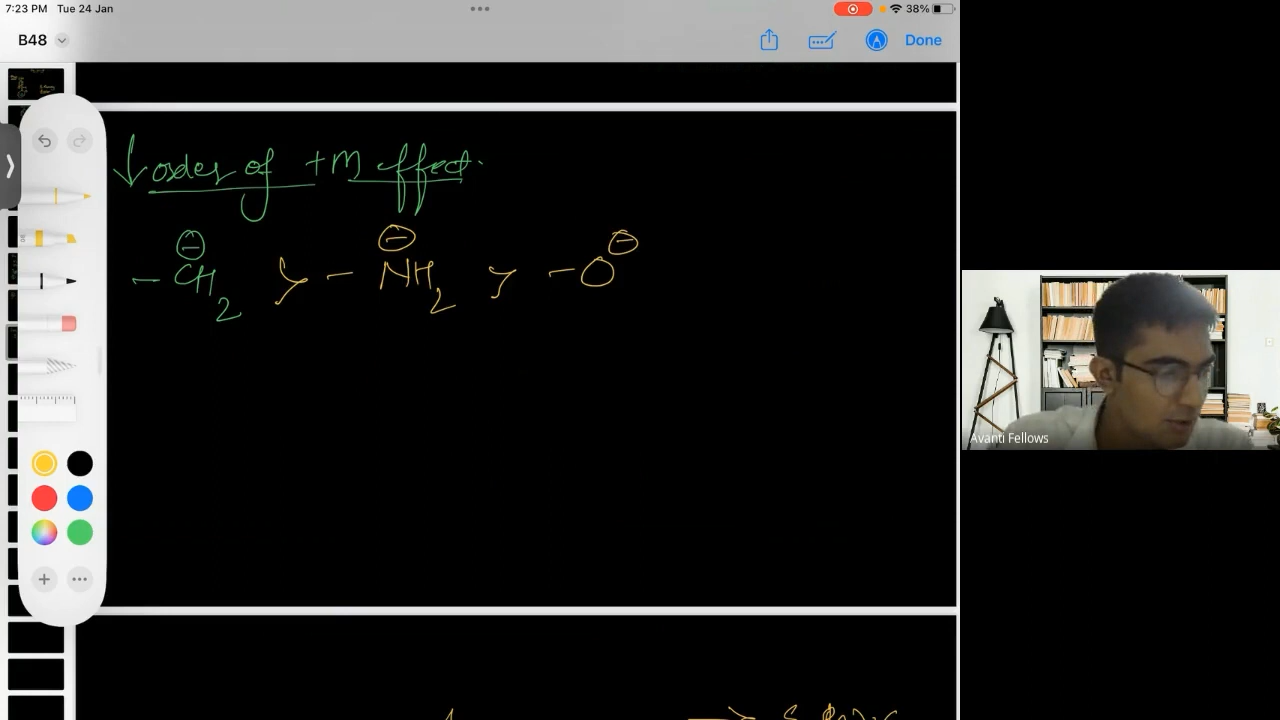 7:23 PM Tue 24 Jan
38%
B48
Done
↓ order of +M effect.
-CH₂⊖ > -NH₂⊖ > -O⊖
Avanti Fellows